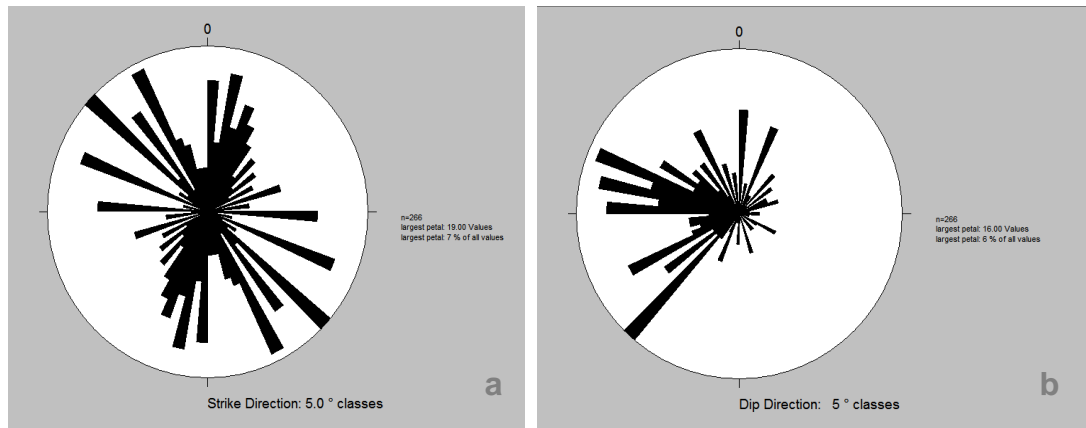 0
n=266
largest petal: 19.00 Values
largest petal: 7 % of all values
Strike Direction: 5.0 ° classes
a
0
n=266
largest petal: 16.00 Values
largest petal: 6 % of all values
Dip Direction: 5 ° classes
b